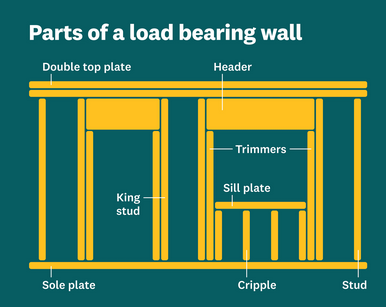 Parts of a load bearing wall
Double top plate
Header
Trimmers
Sill plate
King
stud
Sole plate
Cripple
Stud